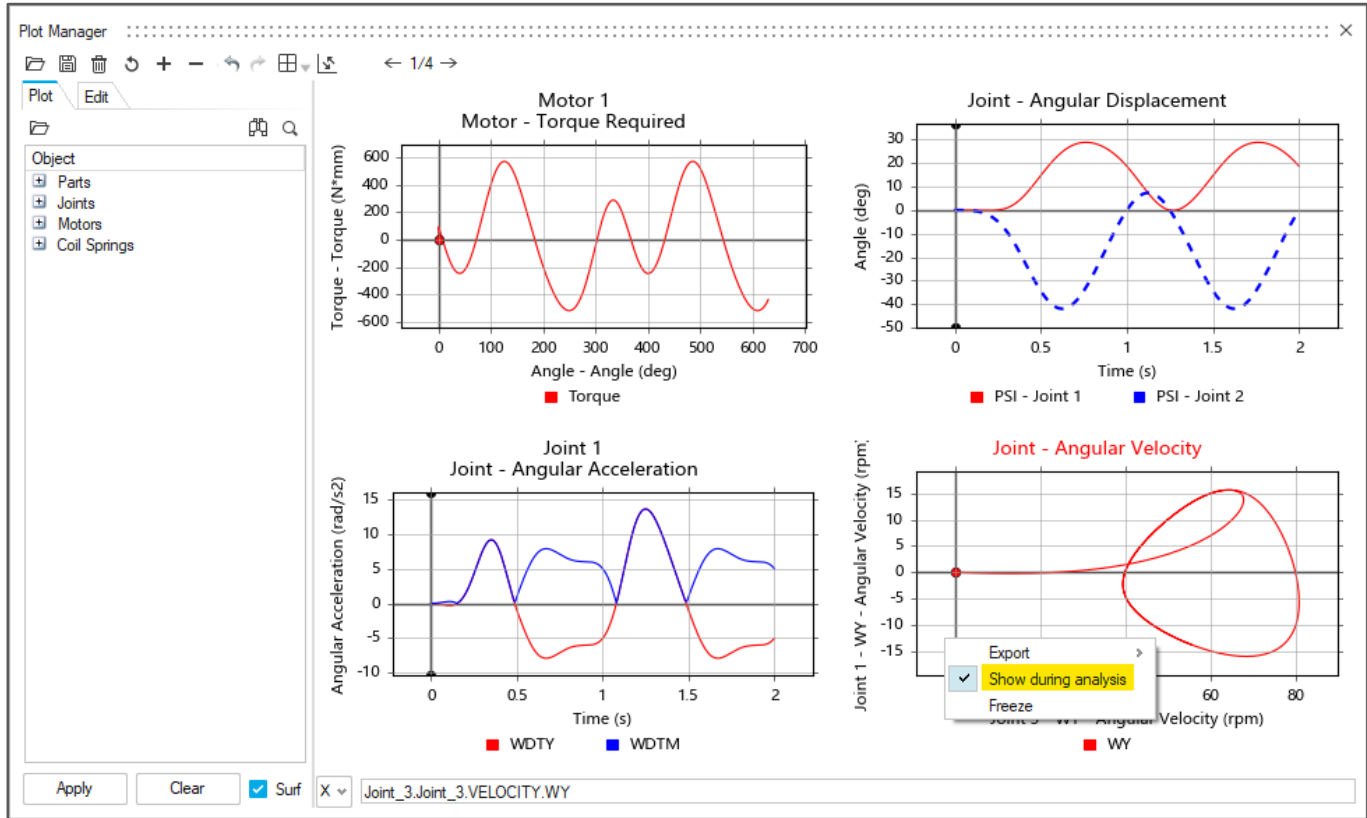 Plot Manager
← 1/4 →
Plot Edit
Object
Parts
Joints
Motors
Coil Springs
Apply Clear Surf X Joint_3.Joint_3.VELOCITY.WY
Motor 1
Motor - Torque Required
Torque - Torque (N*mm)
600
400
200
0
-200
-400
-600
0 100 200 300 400 500 600 700
Angle - Angle (deg)
Torque
Joint - Angular Displacement
Angle (deg)
30
20
10
0
-10
-20
-30
-40
-50
0 0.5 1 1.5 2
Time (s)
PSI - Joint 1 PSI - Joint 2
Joint 1
Joint - Angular Acceleration
Angular Acceleration (rad/s2)
15
10
5
0
-5
-10
0 0.5 1 1.5 2
Time (s)
WDTY WDTM
Joint - Angular Velocity
Joint 1 - WY - Angular Velocity (rpm)
15
10
5
0
-5
-10
-15
60 80
Export
Show during analysis
Freeze
Angular Velocity (rpm)
WY